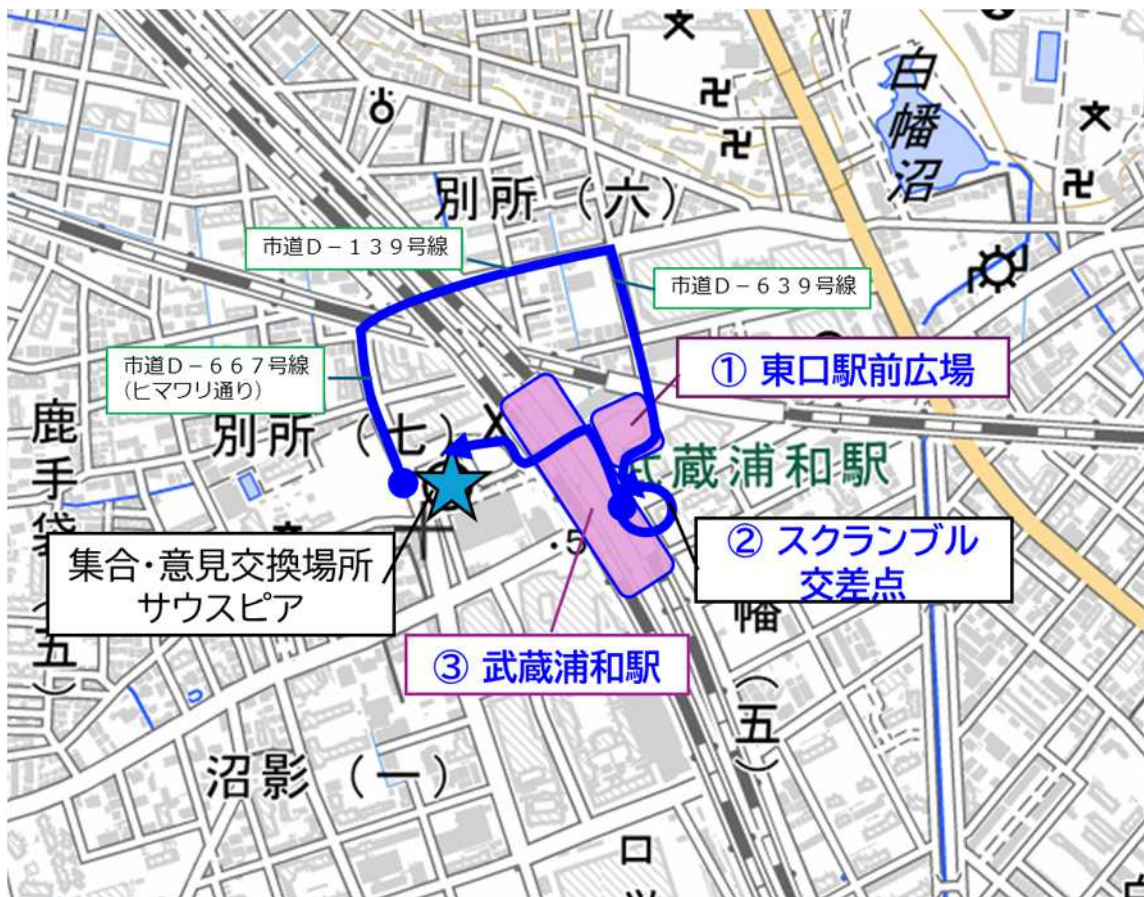 白幡沼
別所(六)
市道D-139号線
市道D-639号線
市道D-667号線
(ヒマワリ通り)
① 東口駅前広場
別所(七)
武蔵浦和駅
鹿手袋(五)
集合・意見交換場所
サウスピア
・5
② スクランブル
交差点
③ 武蔵浦和駅
幡(五)
沼影(一)